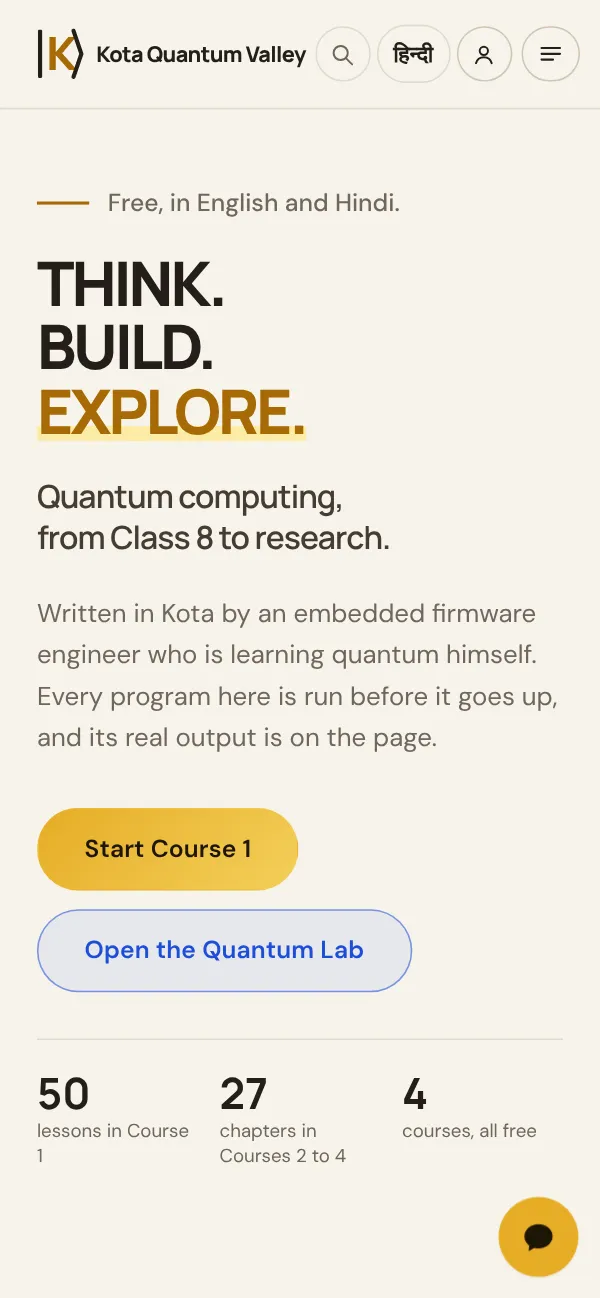 K
Kota Quantum Valley
हिन्दी
Free, in English and Hindi.
THINK.
BUILD.
EXPLORE.
Quantum computing,
from Class 8 to research.
Written in Kota by an embedded firmware
engineer who is learning quantum himself.
Every program here is run before it goes up,
and its real output is on the page.
Start Course 1
Open the Quantum Lab
50
lessons in Course
1
27
chapters in
Courses 2 to 4
4
courses, all free